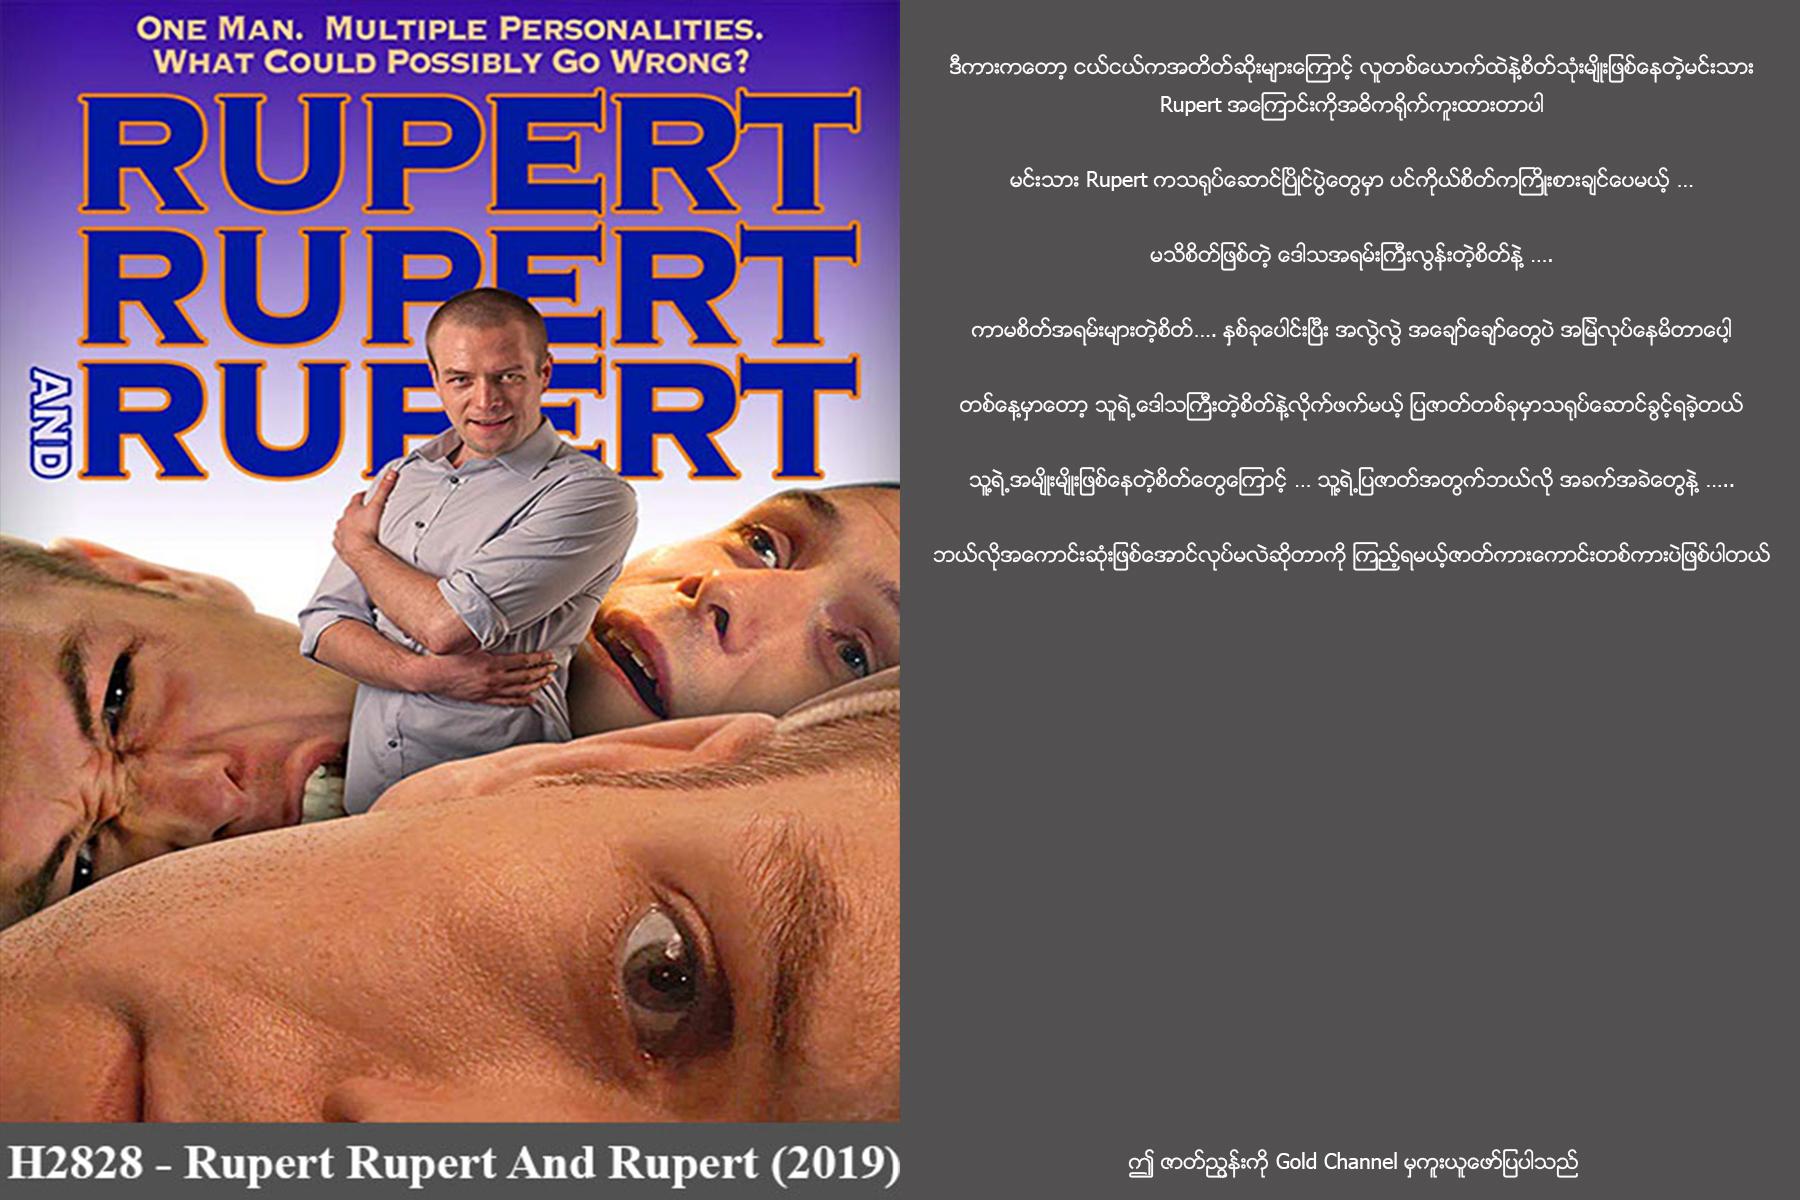 ONE MAN. MULTIPLE PERSONALITIES.
WHAT COULD POSSIBLY GO WRONG?
RUPERT
RUPERT
AND RUPERT
H2828 - Rupert Rupert And Rupert (2019)
ဒီကားကတော့ ငယ်ငယ်ကအတိတ်ဆိုးများကြောင့် လူတစ်ယောက်ထဲနဲ့စိတ်သုံးမျိုးဖြစ်နေတဲ့မင်းသား
Rupert အကြောင်းကိုအဓိကရိုက်ကူးထားတာပါ
မင်းသား Rupert ကသရုပ်ဆောင်ပြိုင်ပွဲတွေမှာ ပင်ကိုယ်စိတ်ကကြိုးစားချင်ပေမယ့် ...
မသိစိတ်ဖြစ်တဲ့ ဒေါသအရမ်းကြီးလွန်းတဲ့စိတ်နဲ့ ....
ကာမစိတ်အရမ်းများတဲ့စိတ်.... နှစ်ခုပေါင်းပြီး အလွဲလွဲ အချော်ချော်တွေပဲ အမြဲလုပ်နေမိတာပေါ့
တစ်နေ့မှာတော့ သူရဲ့ဒေါသကြီးတဲ့စိတ်နဲ့လိုက်ဖက်မယ့် ပြဇာတ်တစ်ခုမှာသရုပ်ဆောင်ခွင့်ရခဲ့တယ်
သူ့ရဲ့အမျိုးမျိုးဖြစ်နေတဲ့စိတ်တွေကြောင့် ... သူ့ရဲ့ပြဇာတ်အတွက်ဘယ်လို အခက်အခဲတွေနဲ့ .....
ဘယ်လိုအကောင်းဆုံးဖြစ်အောင်လုပ်မလဲဆိုတာကို ကြည့်ရမယ့်ဇာတ်ကားကောင်းတစ်ကားပဲဖြစ်ပါတယ်
ဤ ဇာတ်ညွှန်းကို Gold Channel မှကူးယူဖော်ပြပါသည်